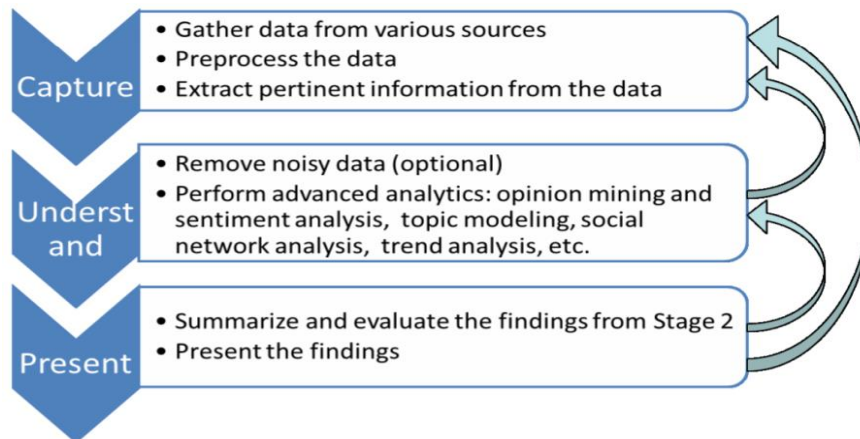 Capture
• Gather data from various sources
• Preprocess the data
• Extract pertinent information from the data
Underst
and
• Remove noisy data (optional)
• Perform advanced analytics: opinion mining and
sentiment analysis, topic modeling, social
network analysis, trend analysis, etc.
Present
• Summarize and evaluate the findings from Stage 2
• Present the findings